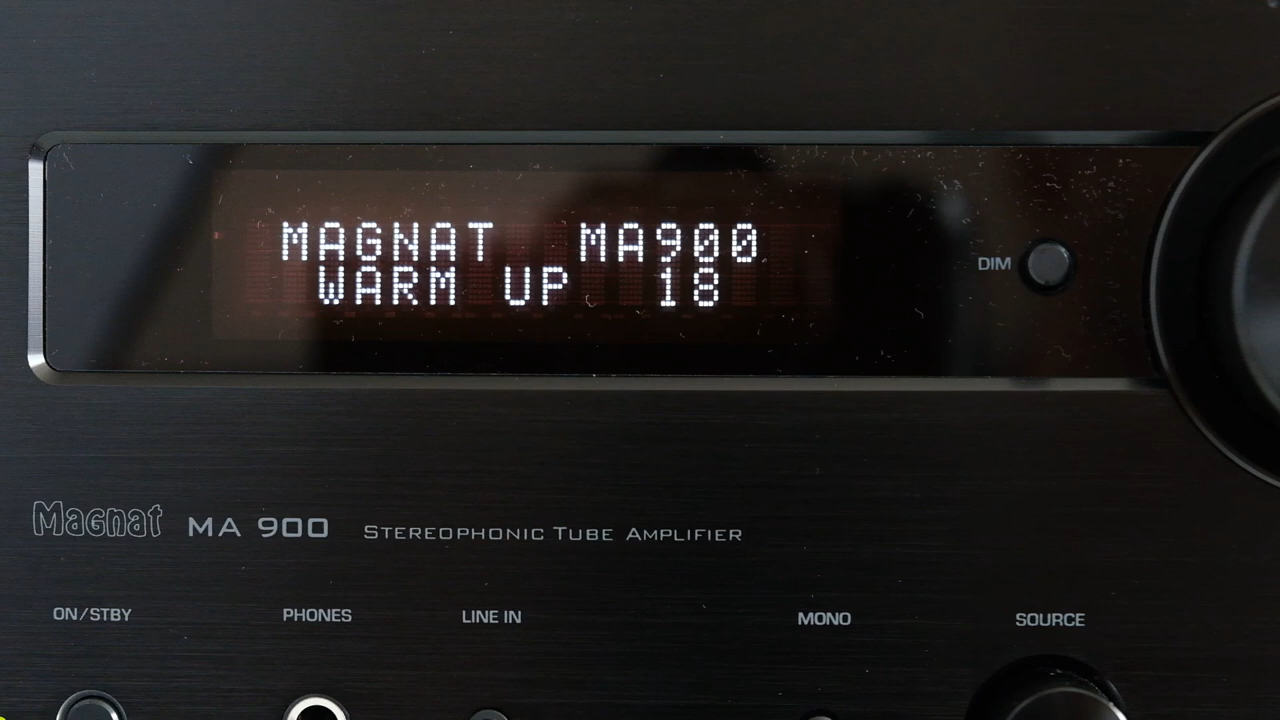 MAGNAT MA900
WARM UP 18
DIM
Magnat MA 900 STEREOPHONIC TUBE AMPLIFIER
ON/STBY PHONES LINE IN MONO SOURCE